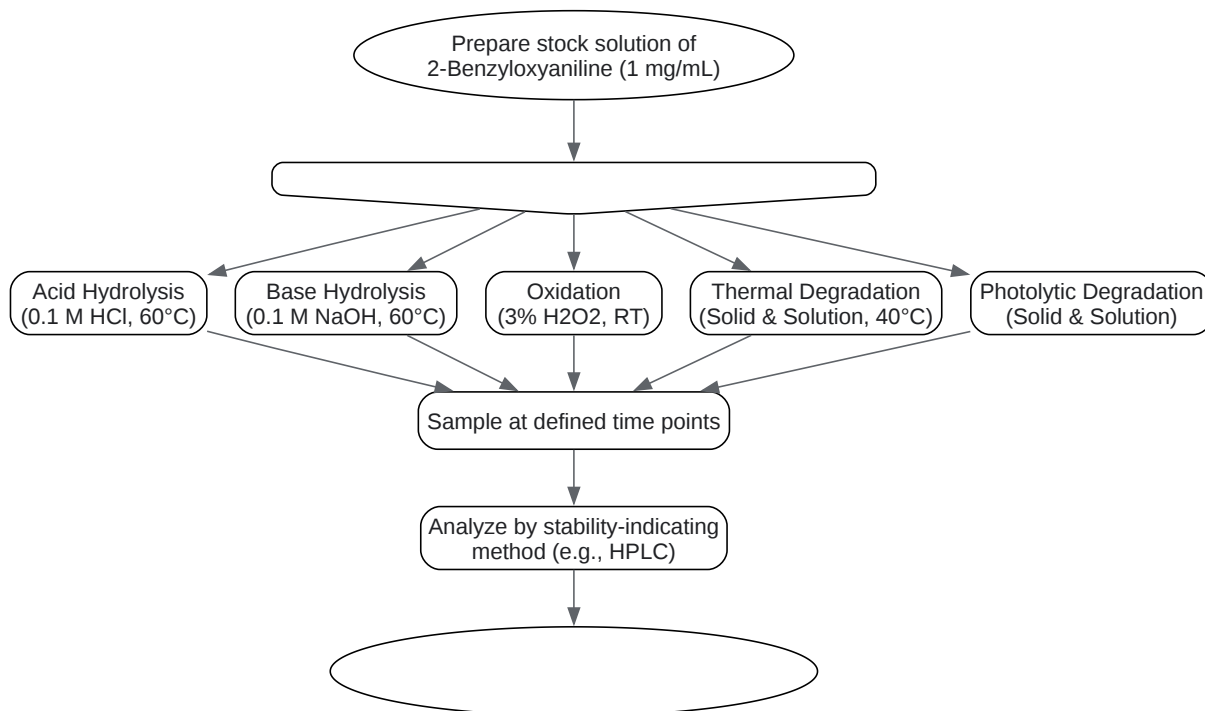 Prepare stock solution of
2-Benzyloxyaniline (1 mg/mL)
Acid Hydrolysis
(0.1 M HCl, 60°C)
Base Hydrolysis
(0.1 M NaOH, 60°C)
Oxidation
(3% H2O2, RT)
Thermal Degradation
(Solid & Solution, 40°C)
Photolytic Degradation
(Solid & Solution)
Sample at defined time points
Analyze by stability-indicating
method (e.g., HPLC)